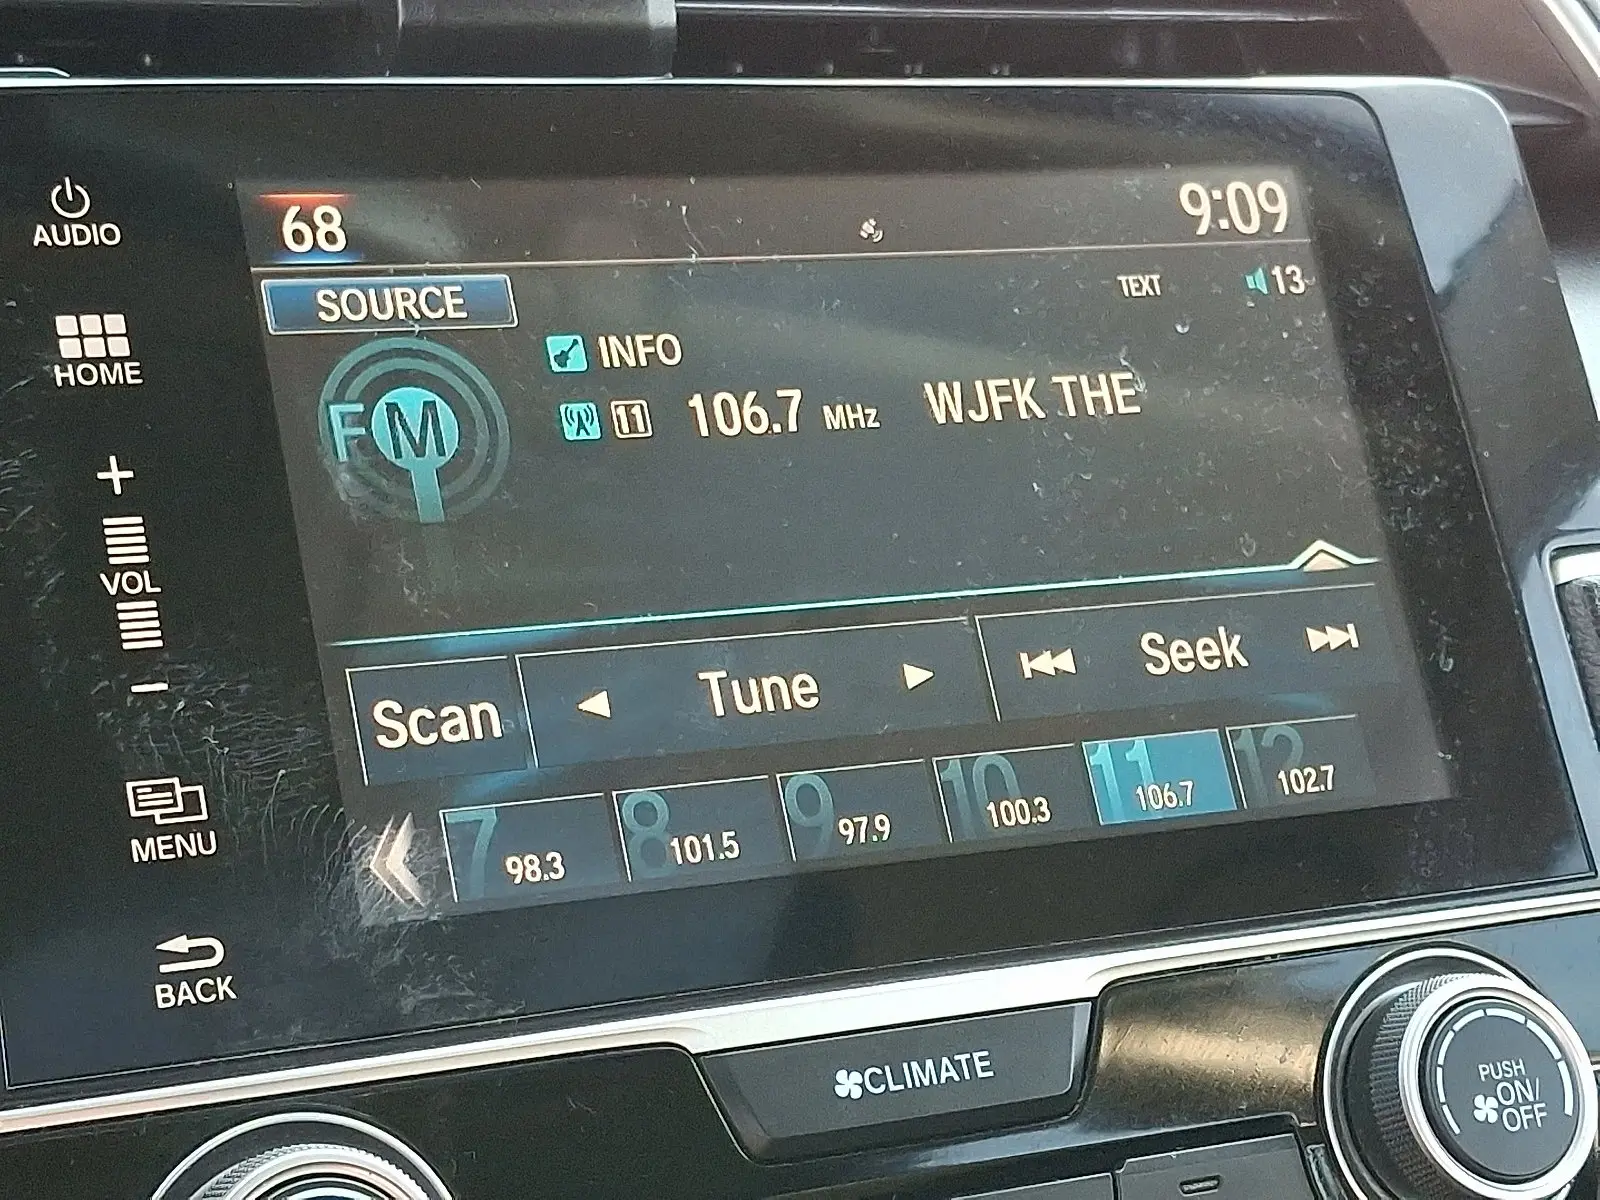 AUDIO
HOME
+
VOL
−
MENU
BACK
68
9:09
SOURCE
TEXT
13
FM
INFO
11 106.7 MHz WJFK THE
Scan
Tune
Seek
7 98.3
8 101.5
9 97.9
10 100.3
11 106.7
12 102.7
CLIMATE
PUSH
ON/
OFF